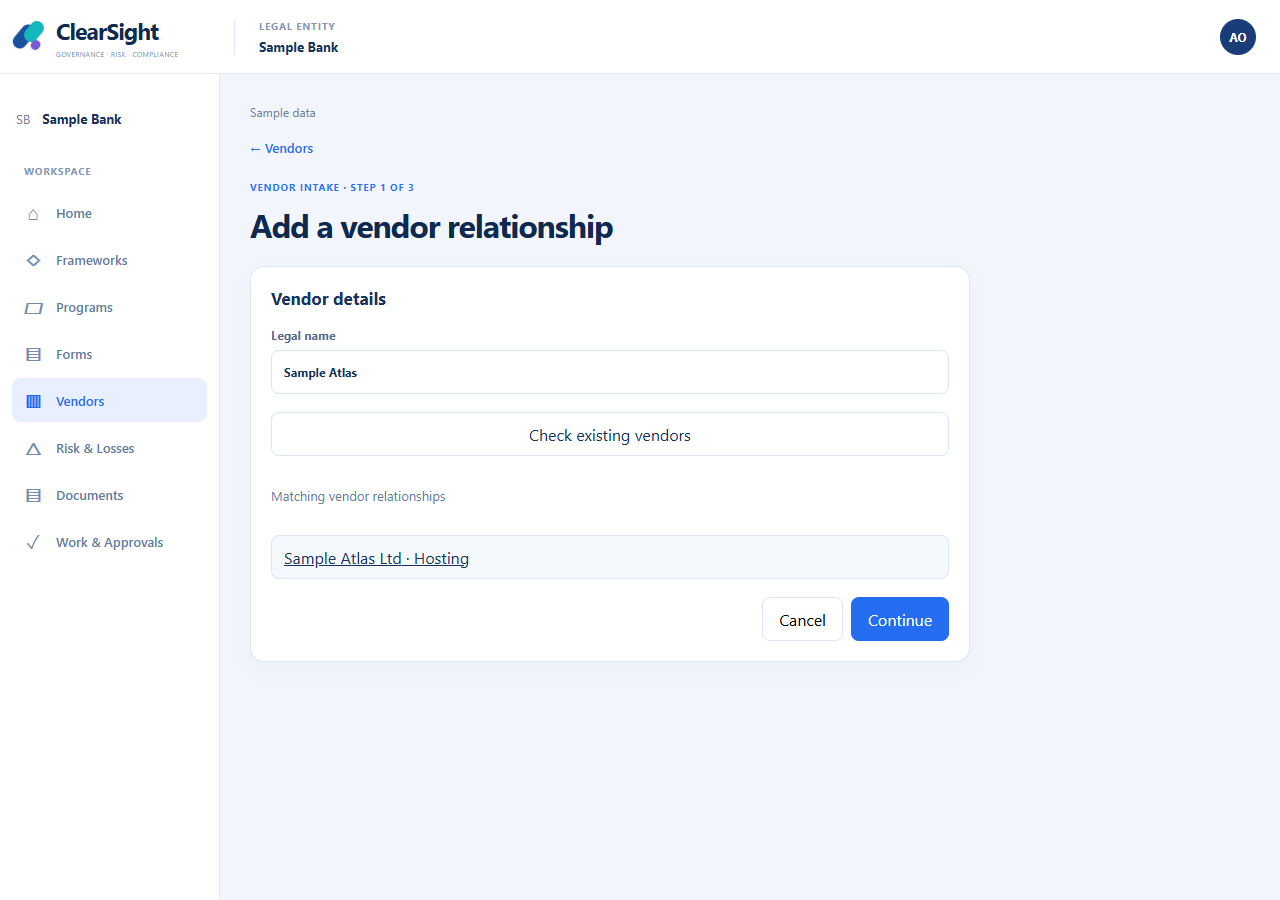 ClearSight
GOVERNANCE · RISK · COMPLIANCE
LEGAL ENTITY
Sample Bank
AO
SB Sample Bank
WORKSPACE
Home
Frameworks
Programs
Forms
Vendors
Risk & Losses
Documents
Work & Approvals
Sample data
← Vendors
VENDOR INTAKE · STEP 1 OF 3
Add a vendor relationship
Vendor details
Legal name
Sample Atlas
Check existing vendors
Matching vendor relationships
Sample Atlas Ltd · Hosting
Cancel
Continue